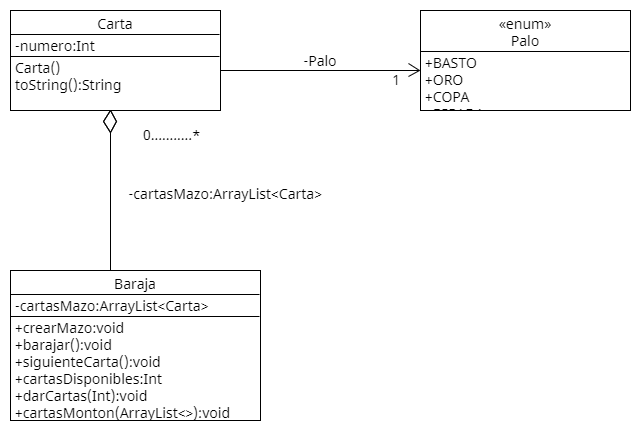 Carta
-numero:Int
Carta()
toString():String
-Palo
1
«enum»
Palo
+BASTO
+ORO
+COPA
0...........*
-cartasMazo:ArrayList<Carta>
Baraja
-cartasMazo:ArrayList<Carta>
+crearMazo:void
+barajar():void
+siguienteCarta():void
+cartasDisponibles:Int
+darCartas(Int):void
+cartasMonton(ArrayList<>):void